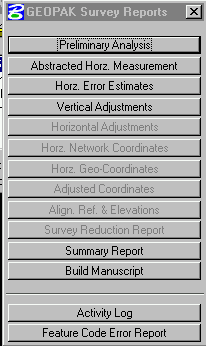 GEOPAK Survey Reports
Preliminary Analysis
Abstracted Horz. Measurement
Horz. Error Estimates
Vertical Adjustments
Horizontal Adjustments
Horz. Network Coordinates
Horz. Geo-Coordinates
Adjusted Coordinates
Align. Ref. & Elevations
Survey Reduction Report
Summary Report
Build Manuscript
Activity Log
Feature Code Error Report